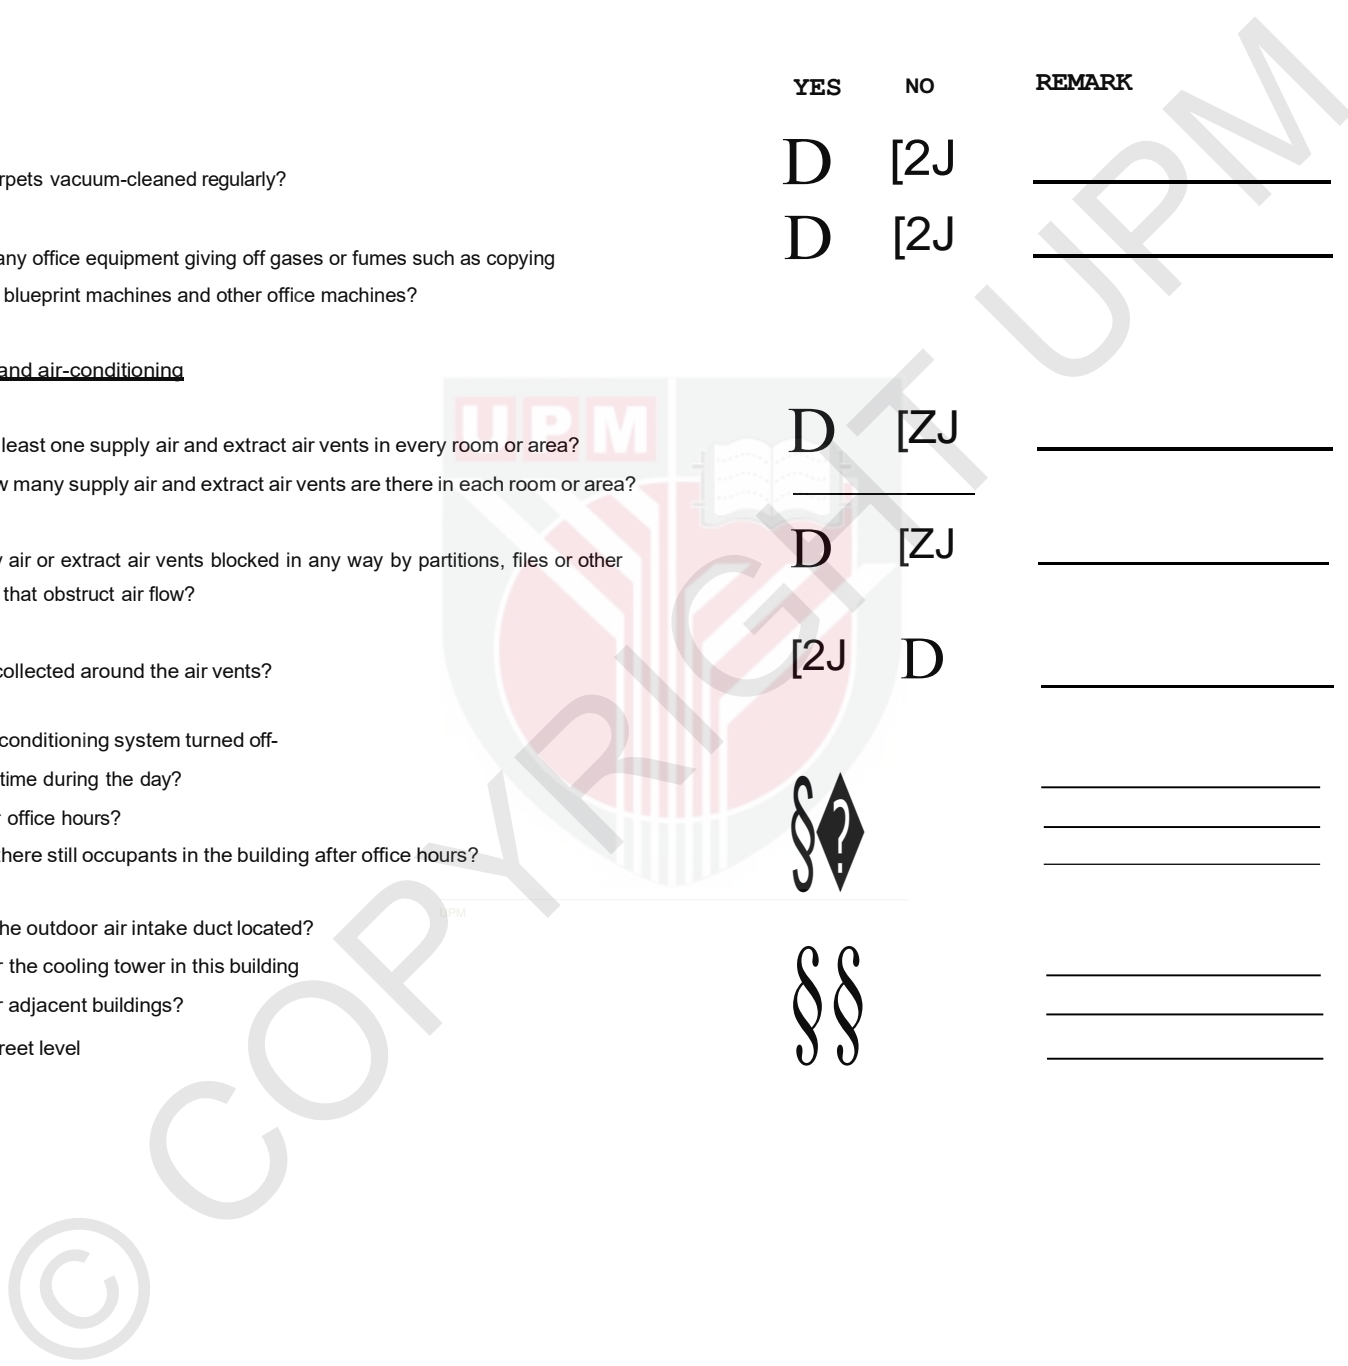 YES NO REMARK
rpets vacuum-cleaned regularly? D [2J
D [2J
any office equipment giving off gases or fumes such as copying
blueprint machines and other office machines?
and air-conditioning
least one supply air and extract air vents in every room or area? D [ZJ
w many supply air and extract air vents are there in each room or area?
y air or extract air vents blocked in any way by partitions, files or other D [ZJ
that obstruct air flow?
collected around the air vents? [2J D
conditioning system turned off-
time during the day?
r office hours? §�
there still occupants in the building after office hours?
he outdoor air intake duct located?
r the cooling tower in this building
r adjacent buildings? §§
reet level
UPM
UPM
© COPYRIGHT UPM